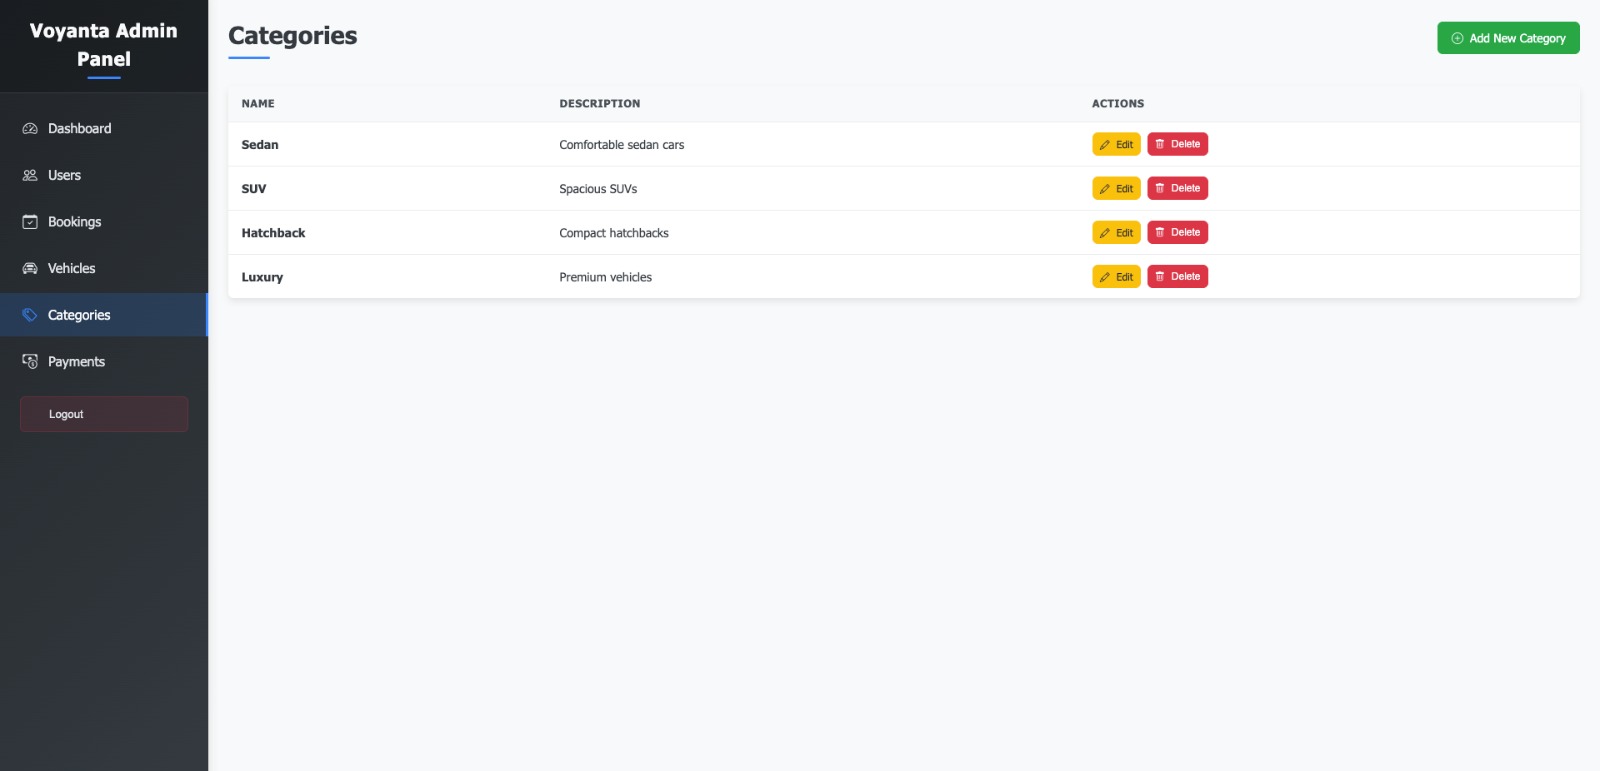 Voyanta Admin
Panel
Dashboard
Users
Bookings
Vehicles
Categories
Payments
Logout
Categories
Add New Category
NAME DESCRIPTION ACTIONS
Sedan Comfortable sedan cars Edit Delete
SUV Spacious SUVs Edit Delete
Hatchback Compact hatchbacks Edit Delete
Luxury Premium vehicles Edit Delete